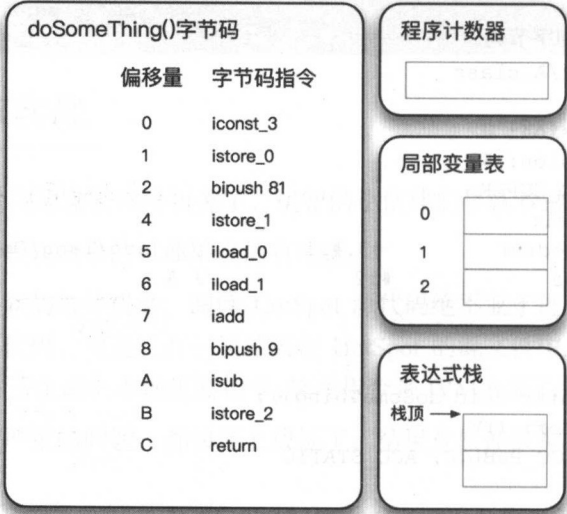 doSomeThing()字节码
偏移量 字节码指令
0 iconst_3
1 istore_0
2 bipush 81
4 istore_1
5 iload_0
6 iload_1
7 iadd
8 bipush 9
A isub
B istore_2
C return
程序计数器
局部变量表
0
1
2
表达式栈
栈顶